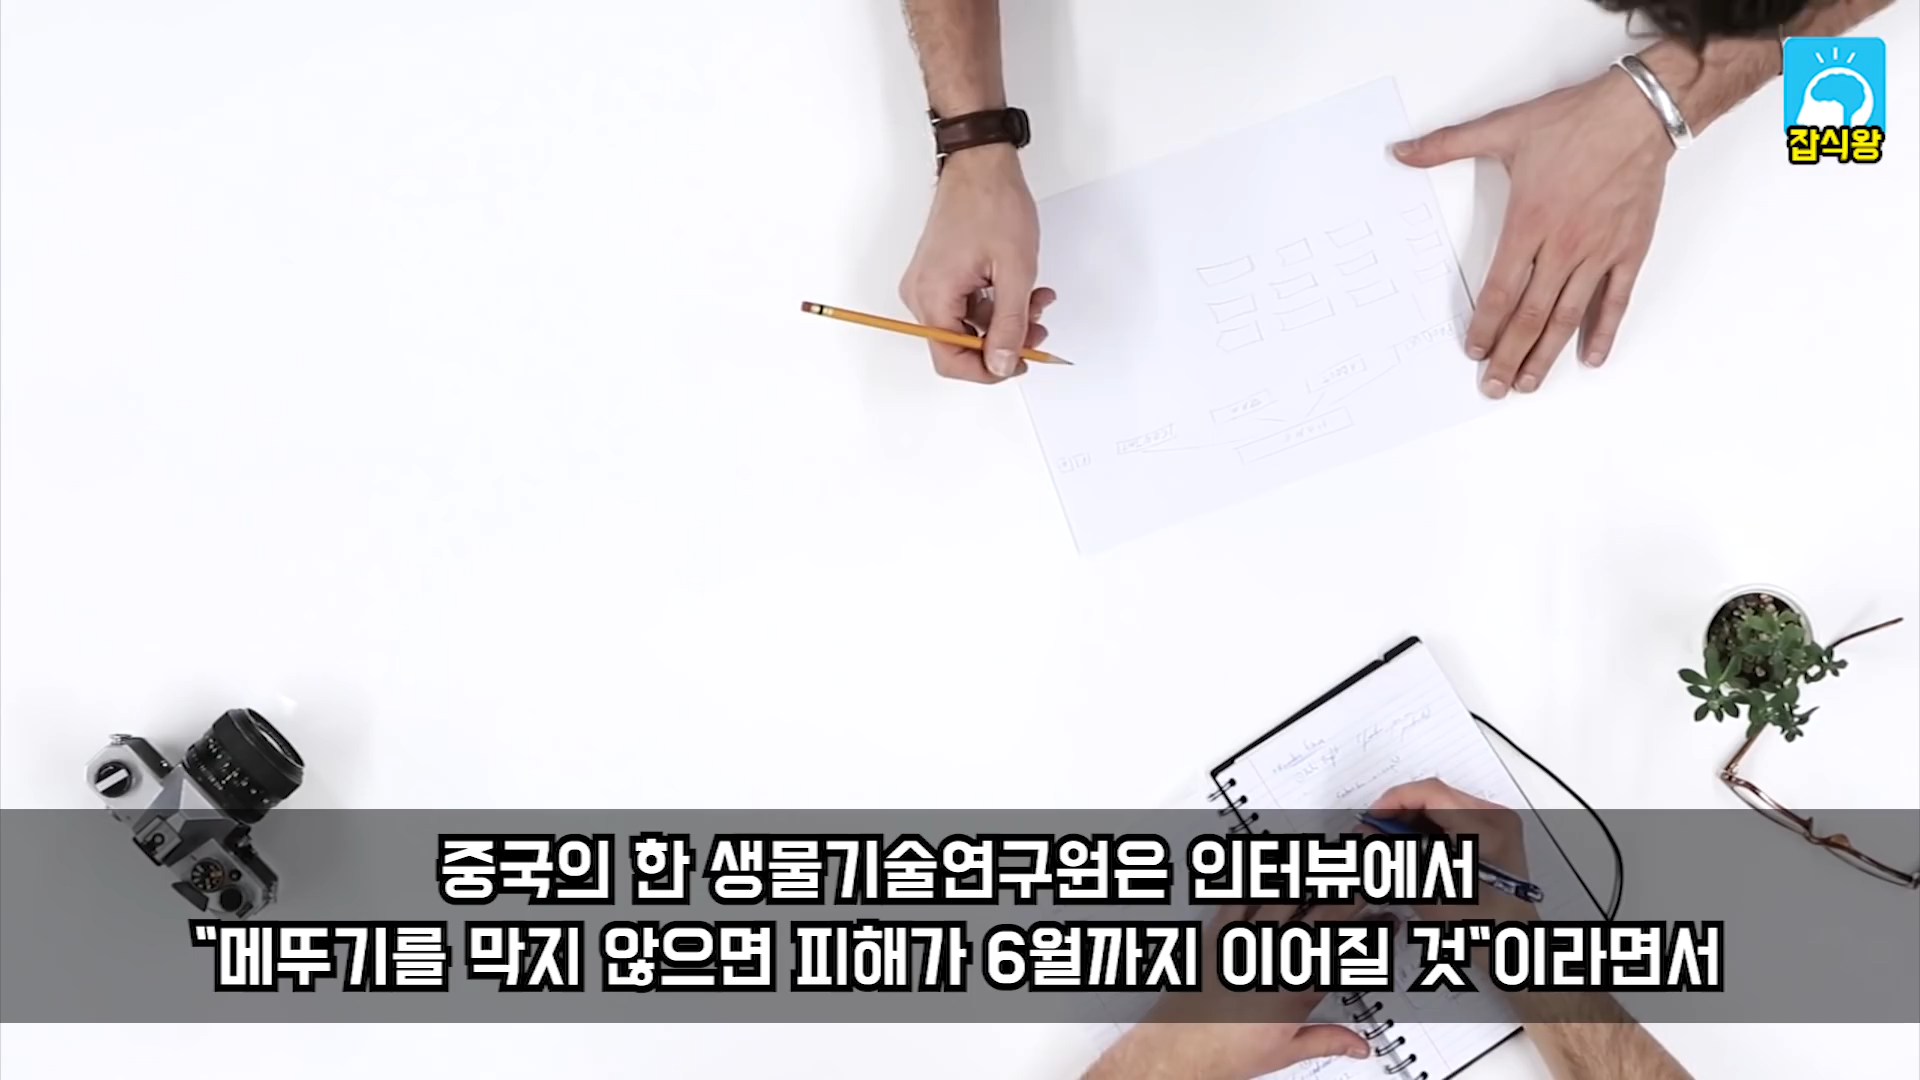 잡식왕
중국의 한 생물기술연구원은 인터뷰에서
"메뚜기를 막지 않으면 피해가 6월까지 이어질 것"이라면서